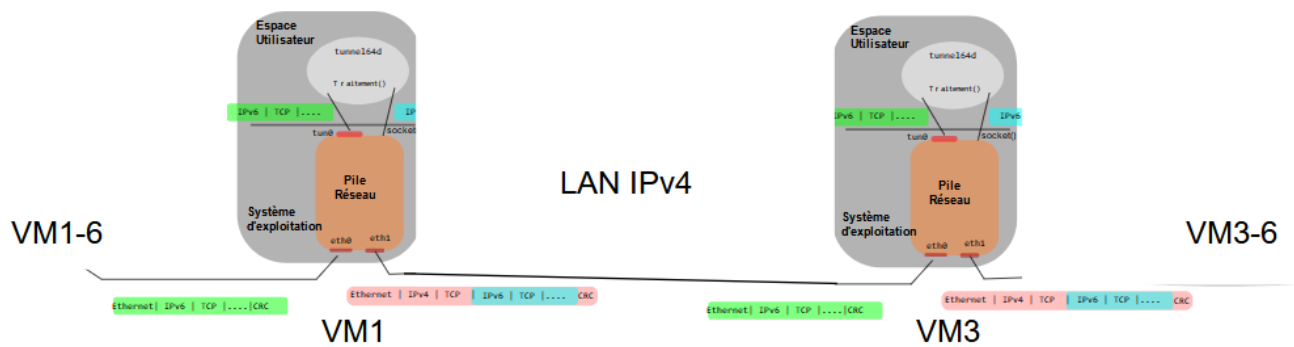 Espace
Utilisateur
tunnel64d
Traitement()
IPv6 | TCP |....
IP
tun0
socket
Pile
Réseau
Système
d'exploitation
eth0
eth1
VM1-6
Ethernet| IPv6 | TCP |....|CRC
Ethernet | IPv4 | TCP | IPv6 | TCP |.... CRC
VM1
LAN IPv4
Espace
Utilisateur
tunnel64d
Traitement()
IPv6 | TCP |....
IPv6
tun0
socket()
Pile
Réseau
Système
d'exploitation
eth0
eth1
VM3-6
Ethernet| IPv6 | TCP |....|CRC
Ethernet | IPv4 | TCP | IPv6 | TCP |.... CRC
VM3